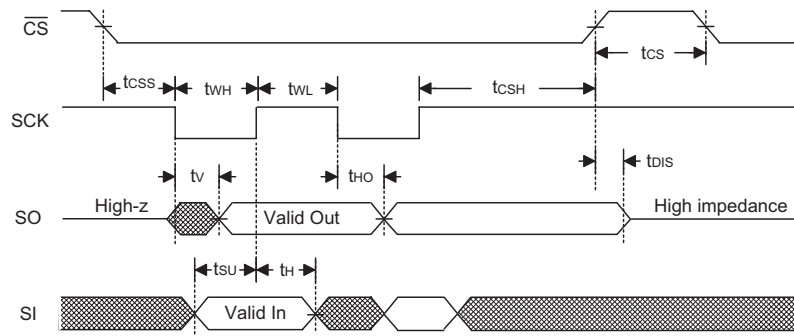 CS
tCSS
tWH
tWL
tCSH
tCS
SCK
tV
tHO
tDIS
SO
High-z
Valid Out
High impedance
tSU
tH
SI
Valid In